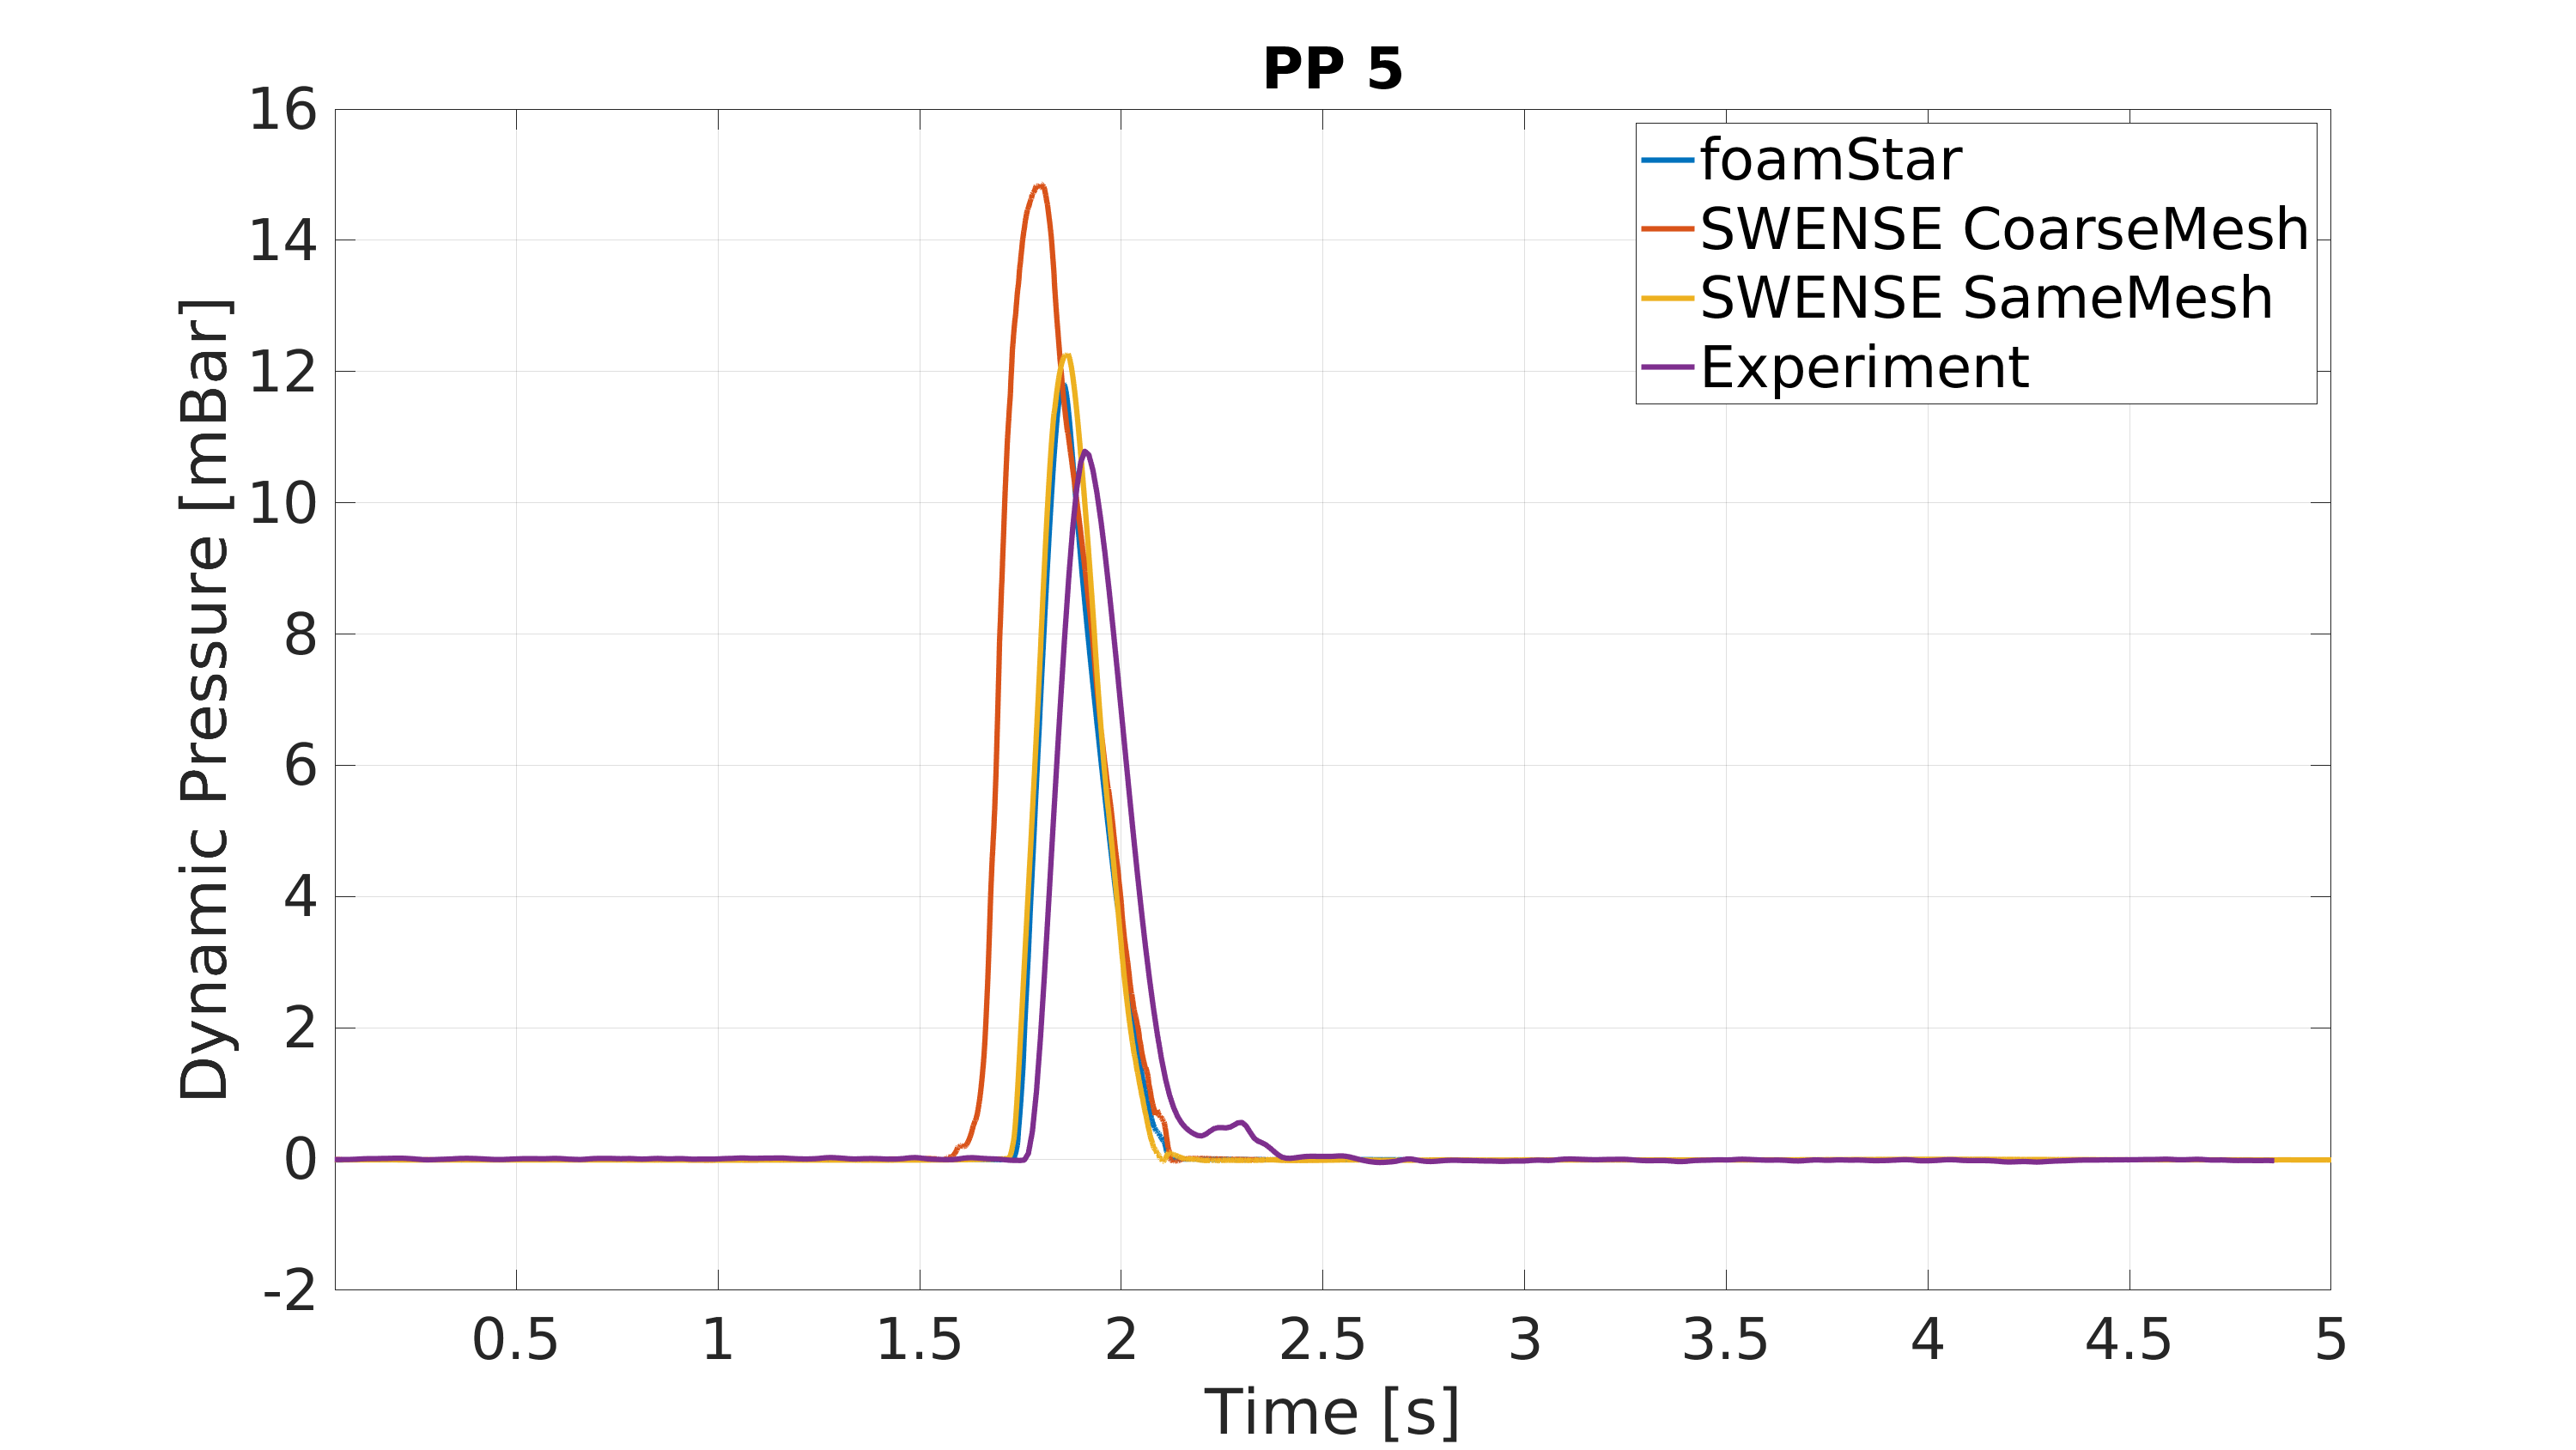 PP 5
16
14
12
10
8
6
4
2
0
-2
Dynamic Pressure [mBar]
foamStar
SWENSE CoarseMesh
SWENSE SameMesh
Experiment
0.5 1 1.5 2 2.5 3 3.5 4 4.5 5
Time [s]